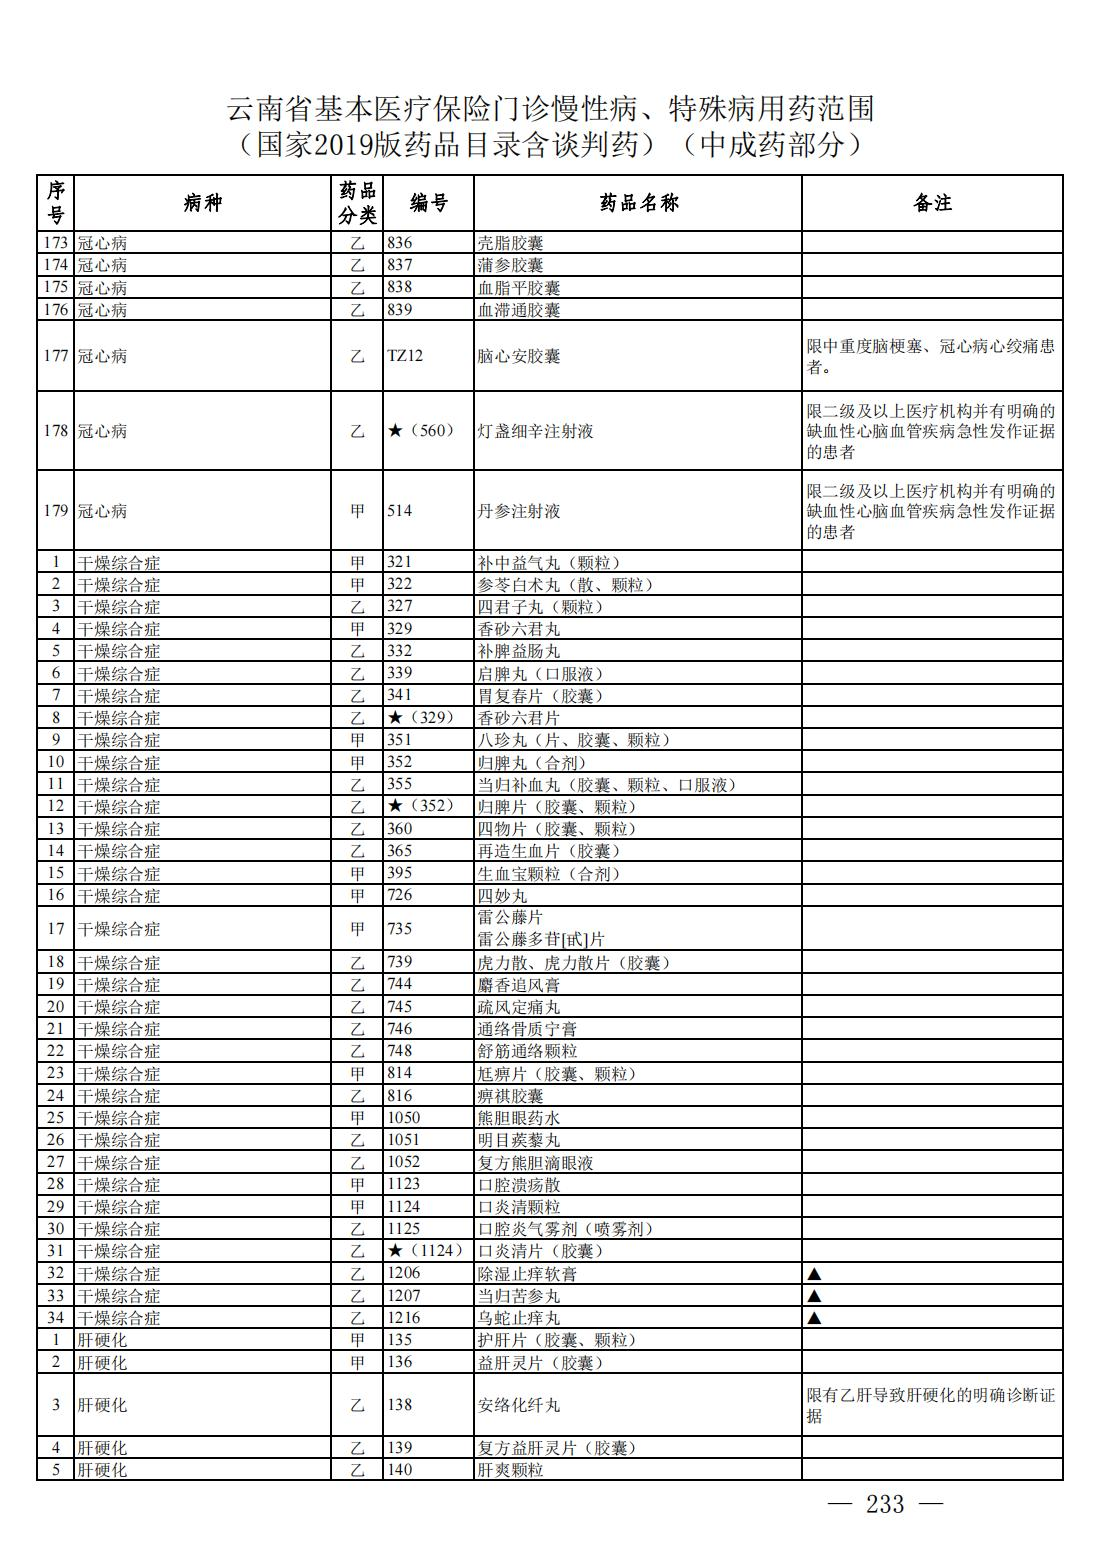 云南省基本医疗保险门诊慢性病、特殊病用药范围
（国家2019版药品目录含谈判药）（中成药部分）
序号 病种 药品分类 编号 药品名称 备注
173 冠心病 乙 836 壳脂胶囊
174 冠心病 乙 837 蒲参胶囊
175 冠心病 乙 838 血脂平胶囊
176 冠心病 乙 839 血滞通胶囊
177 冠心病 乙 TZ12 脑心安胶囊 限中重度脑梗塞、冠心病心绞痛患者。
178 冠心病 乙 ★（560） 灯盏细辛注射液 限二级及以上医疗机构并有明确的缺血性心脑血管疾病急性发作证据的患者
179 冠心病 甲 514 丹参注射液 限二级及以上医疗机构并有明确的缺血性心脑血管疾病急性发作证据的患者
1 干燥综合症 甲 321 补中益气丸（颗粒）
2 干燥综合症 甲 322 参苓白术丸（散、颗粒）
3 干燥综合症 乙 327 四君子丸（颗粒）
4 干燥综合症 甲 329 香砂六君丸
5 干燥综合症 乙 332 补脾益肠丸
6 干燥综合症 乙 339 启脾丸（口服液）
7 干燥综合症 乙 341 胃复春片（胶囊）
8 干燥综合症 乙 ★（329） 香砂六君片
9 干燥综合症 甲 351 八珍丸（片、胶囊、颗粒）
10 干燥综合症 甲 352 归脾丸（合剂）
11 干燥综合症 乙 355 当归补血丸（胶囊、颗粒、口服液）
12 干燥综合症 乙 ★（352） 归脾片（胶囊、颗粒）
13 干燥综合症 乙 360 四物片（胶囊、颗粒）
14 干燥综合症 乙 365 再造生血片（胶囊）
15 干燥综合症 甲 395 生血宝颗粒（合剂）
16 干燥综合症 甲 726 四妙丸
17 干燥综合症 甲 735 雷公藤片
雷公藤多苷[甙]片
18 干燥综合症 乙 739 虎力散、虎力散片（胶囊）
19 干燥综合症 乙 744 麝香追风膏
20 干燥综合症 乙 745 疏风定痛丸
21 干燥综合症 乙 746 通络骨质宁膏
22 干燥综合症 乙 748 舒筋通络颗粒
23 干燥综合症 甲 814 尪痹片（胶囊、颗粒）
24 干燥综合症 乙 816 痹祺胶囊
25 干燥综合症 甲 1050 熊胆眼药水
26 干燥综合症 乙 1051 明目蒺藜丸
27 干燥综合症 乙 1052 复方熊胆滴眼液
28 干燥综合症 甲 1123 口腔溃疡散
29 干燥综合症 甲 1124 口炎清颗粒
30 干燥综合症 乙 1125 口腔炎气雾剂（喷雾剂）
31 干燥综合症 乙 ★（1124） 口炎清片（胶囊）
32 干燥综合症 乙 1206 除湿止痒软膏 ▲
33 干燥综合症 乙 1207 当归苦参丸 ▲
34 干燥综合症 乙 1216 乌蛇止痒丸 ▲
1 肝硬化 甲 135 护肝片（胶囊、颗粒）
2 肝硬化 甲 136 益肝灵片（胶囊）
3 肝硬化 乙 138 安络化纤丸 限有乙肝导致肝硬化的明确诊断证据
4 肝硬化 乙 139 复方益肝灵片（胶囊）
5 肝硬化 乙 140 肝爽颗粒
— 233 —